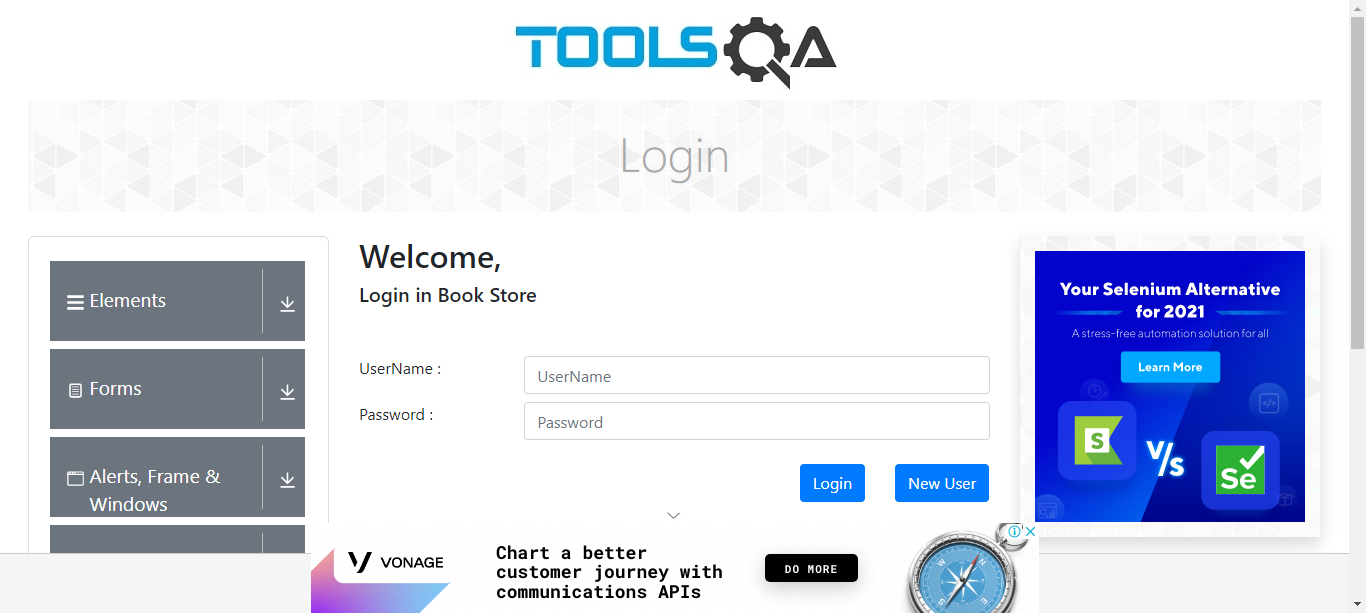 TOOLSQA
Login
Elements
Forms
Alerts, Frame &
Windows
Welcome,
Login in Book Store
UserName :
UserName
Password :
Password
Login
New User
Your Selenium Alternative
for 2021
A stress-free automation solution for all
Learn More
S
V/s
Se
VONAGE
Chart a better
customer journey with
communications APIs
DO MORE